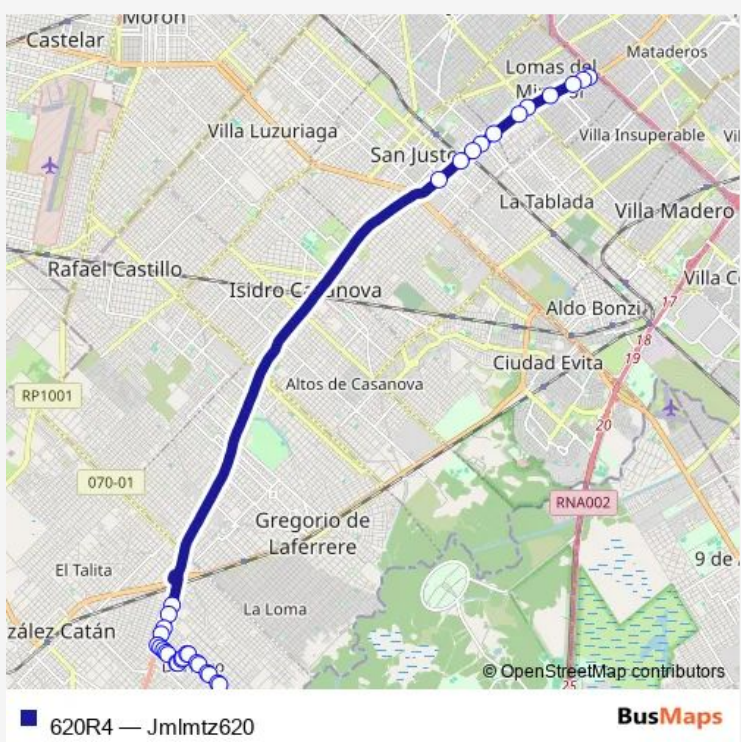 Morón
Castelar
Lomas del
Mataderos
Villa Luzuriaga
Villa Insuperable
San Justo
La Tablada
Villa Madero
Rafael Castillo
Isidro Casanova
Aldo Bonzi
17
18
19
Ciudad Evita
Altos de Casanova
RP1001
20
070-01
RNA002
Gregorio de
Laferrere
El Talita
9 de
La Loma
zález Catán
25
© OpenStreetMap contributors
620R4 — Jmlmtz620
BusMaps